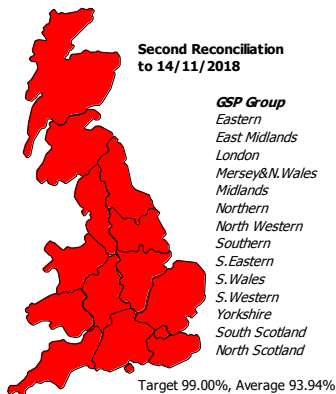 Second Reconciliation
to 14/11/2018
GSP Group
Eastern
East Midlands
London
Mersey&N.Wales
Midlands
Northern
North Western
Southern
S.Eastern
S.Wales
S.Western
Yorkshire
South Scotland
North Scotland
Target 99.00%, Average 93.94%